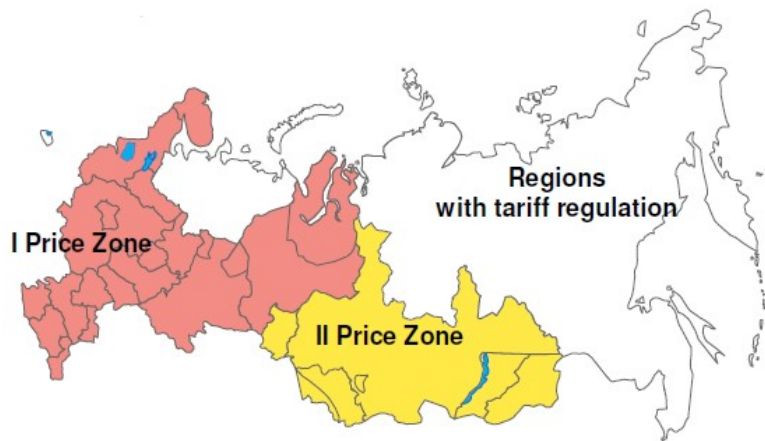 Regions
with tariff regulation
I Price Zone
II Price Zone